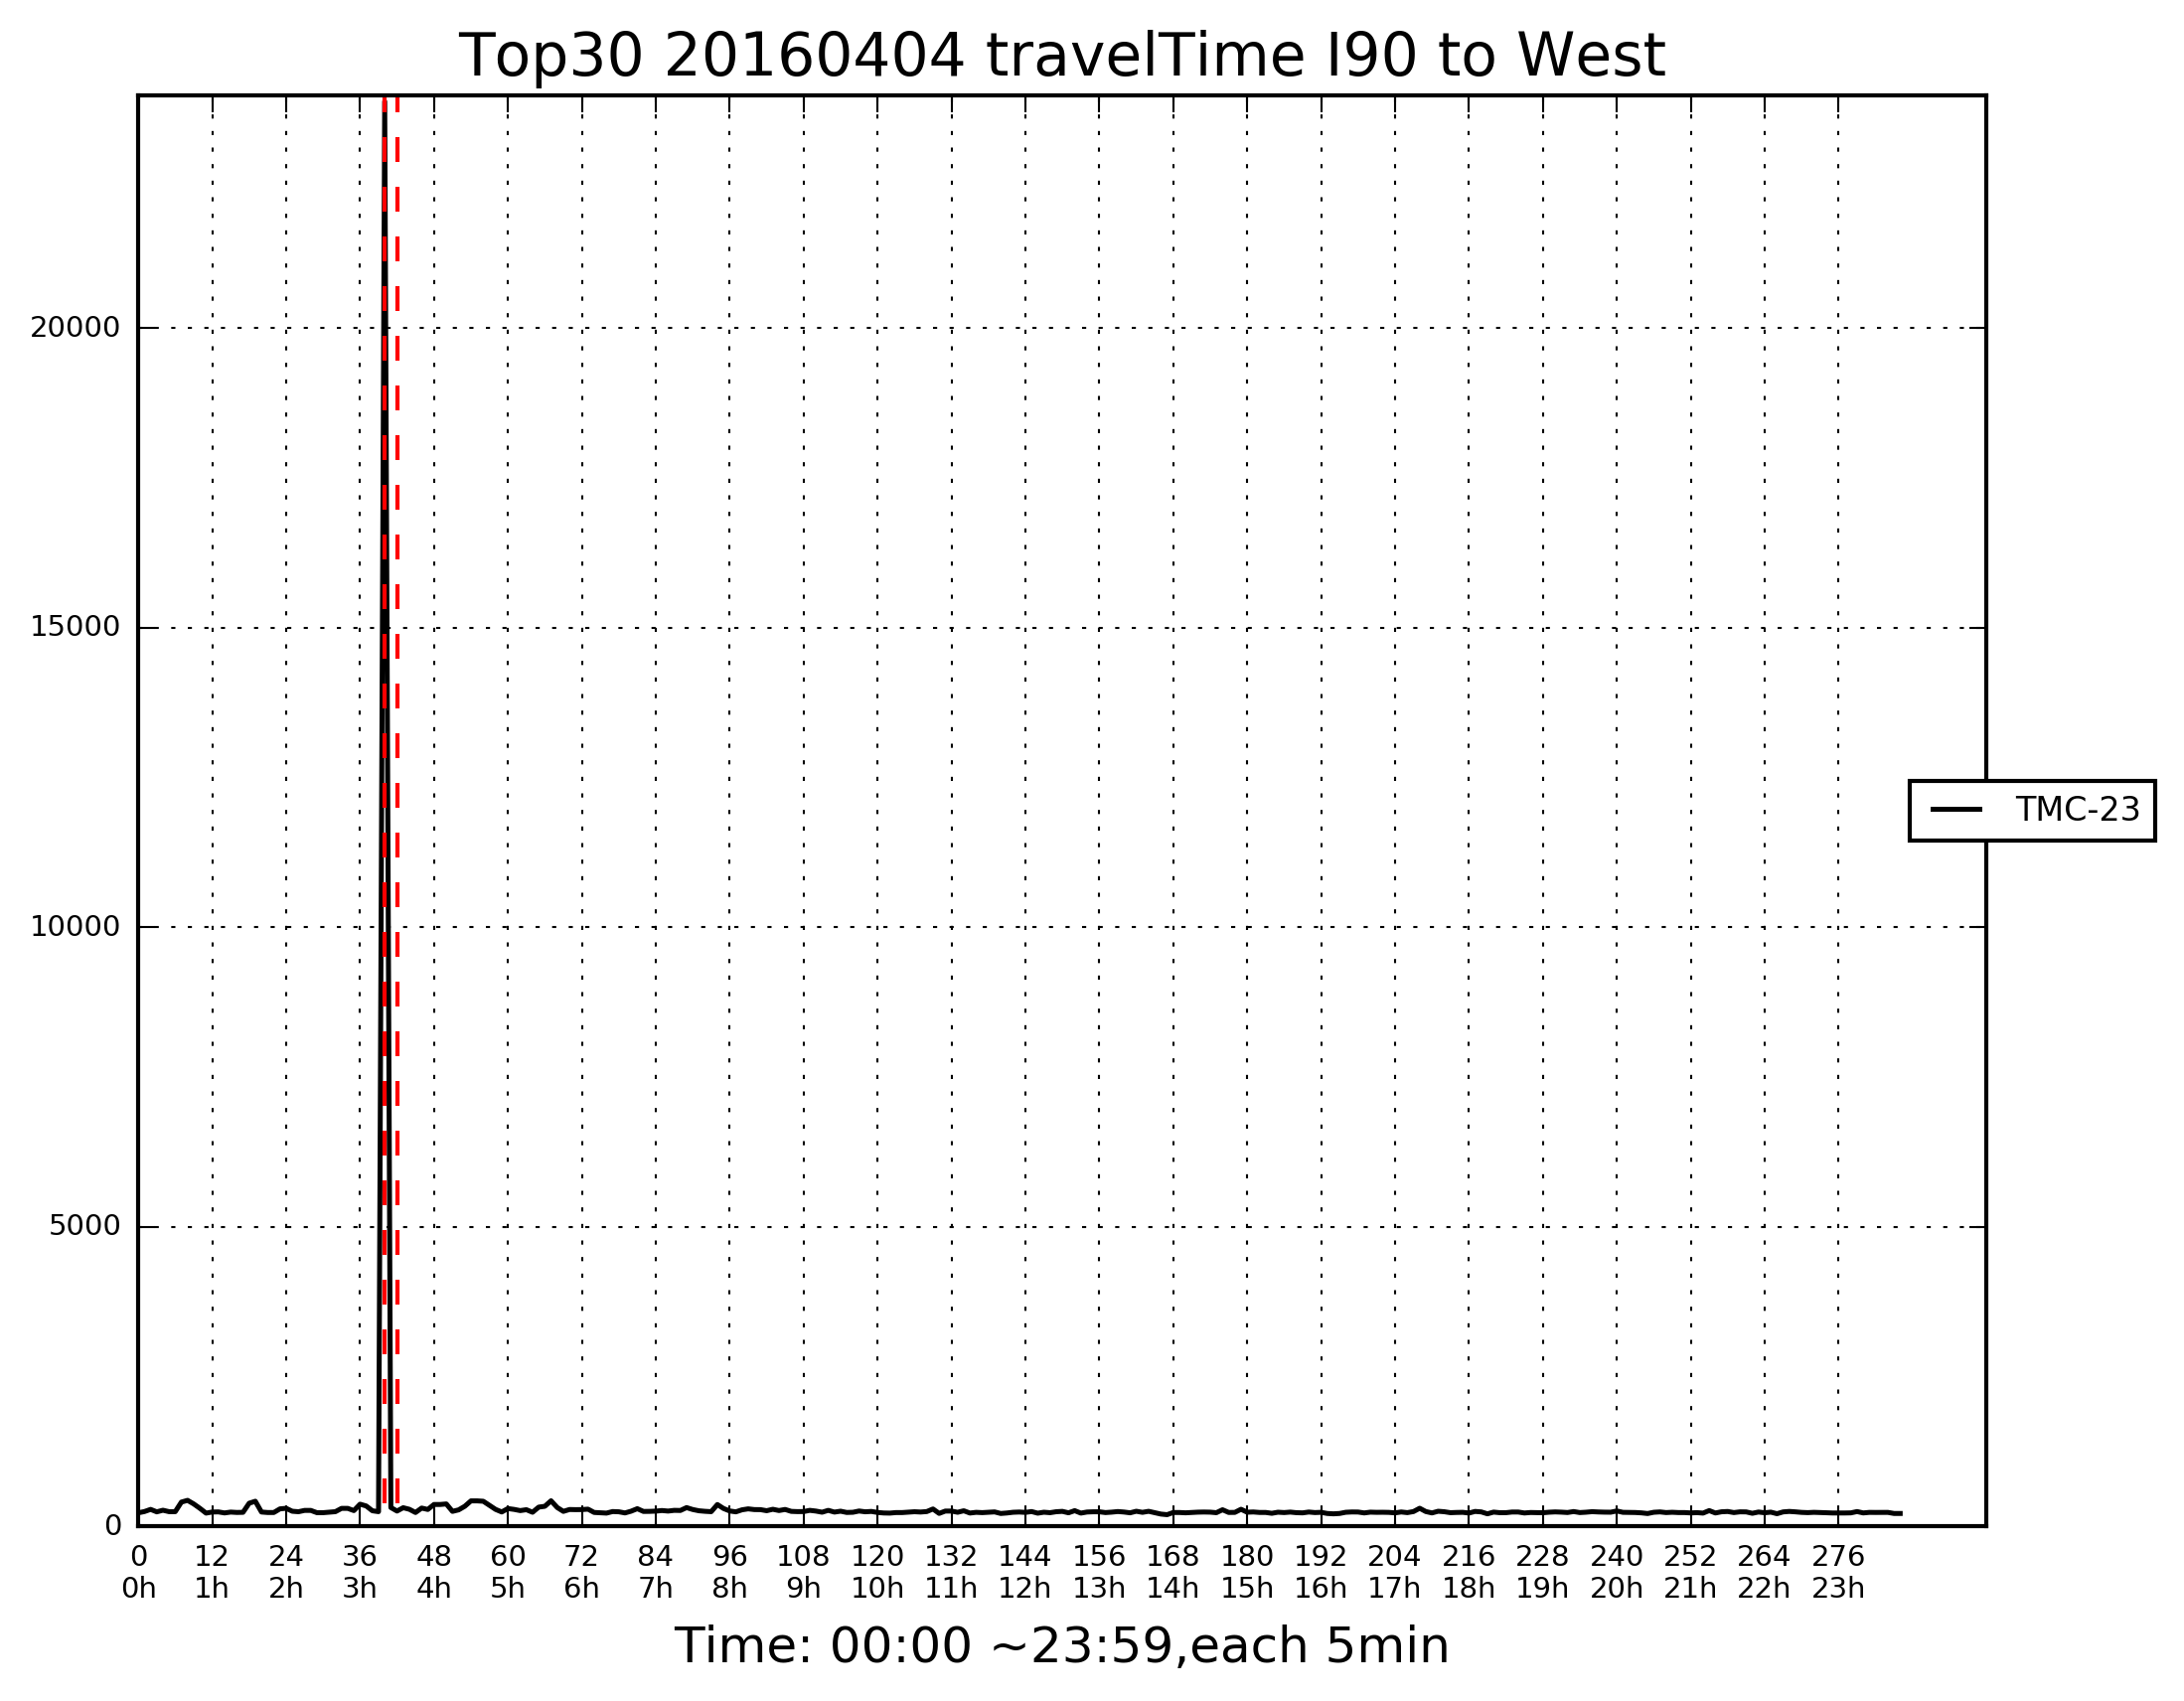 Top30 20160404 travelTime I90 to West
20000
15000
10000
5000
0
TMC-23
0 12 24 36 48 60 72 84 96 108 120 132 144 156 168 180 192 204 216 228 240 252 264 276
0h 1h 2h 3h 4h 5h 6h 7h 8h 9h 10h 11h 12h 13h 14h 15h 16h 17h 18h 19h 20h 21h 22h 23h
Time: 00:00 ~23:59,each 5min